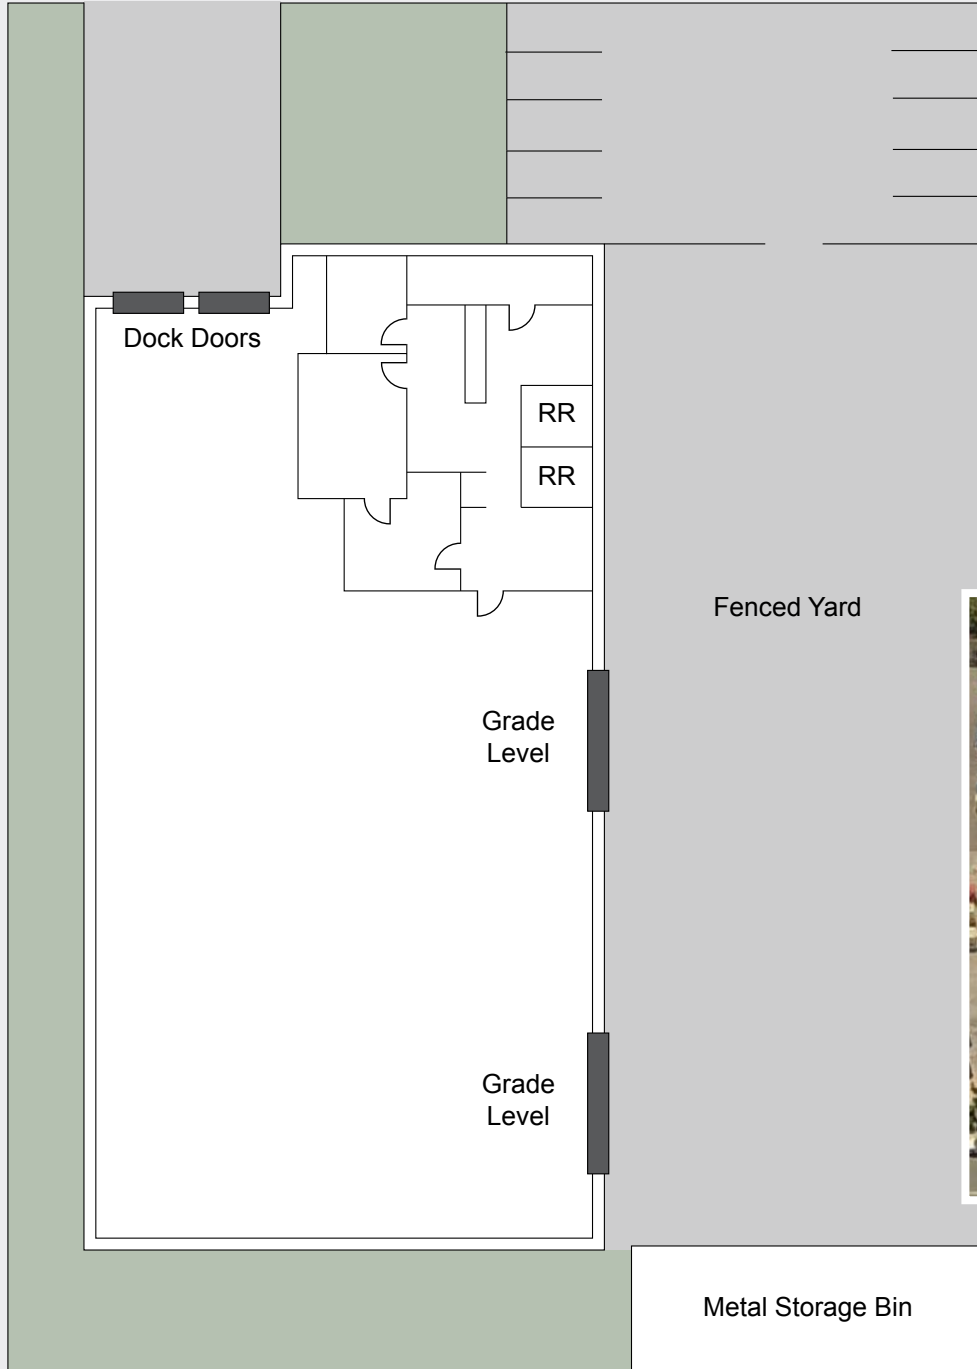 Dock Doors
RR
RR
Fenced Yard
Grade
Level
Grade
Level
Metal Storage Bin